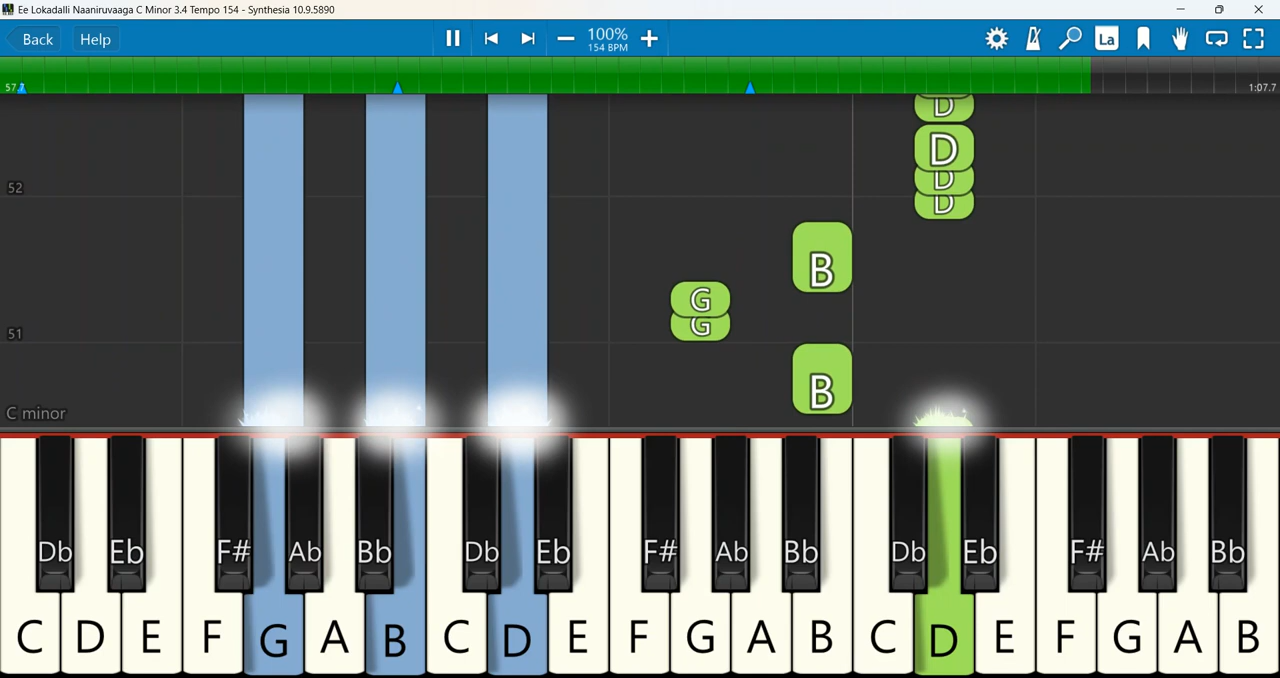 Ee Lokadalli Naaniruvaaga C Minor 3.4 Tempo 154 - Synthesia 10.9.5890
Back Help 100% La
154 BPM
57.7 1:07.7
D
D
D
52
D
B
G
51 G
B
C minor
Db Eb F# Ab Bb Db Eb F# Ab Bb Db Eb F# Ab Bb
C D E F G A B C D E F G A B C D E F G A B